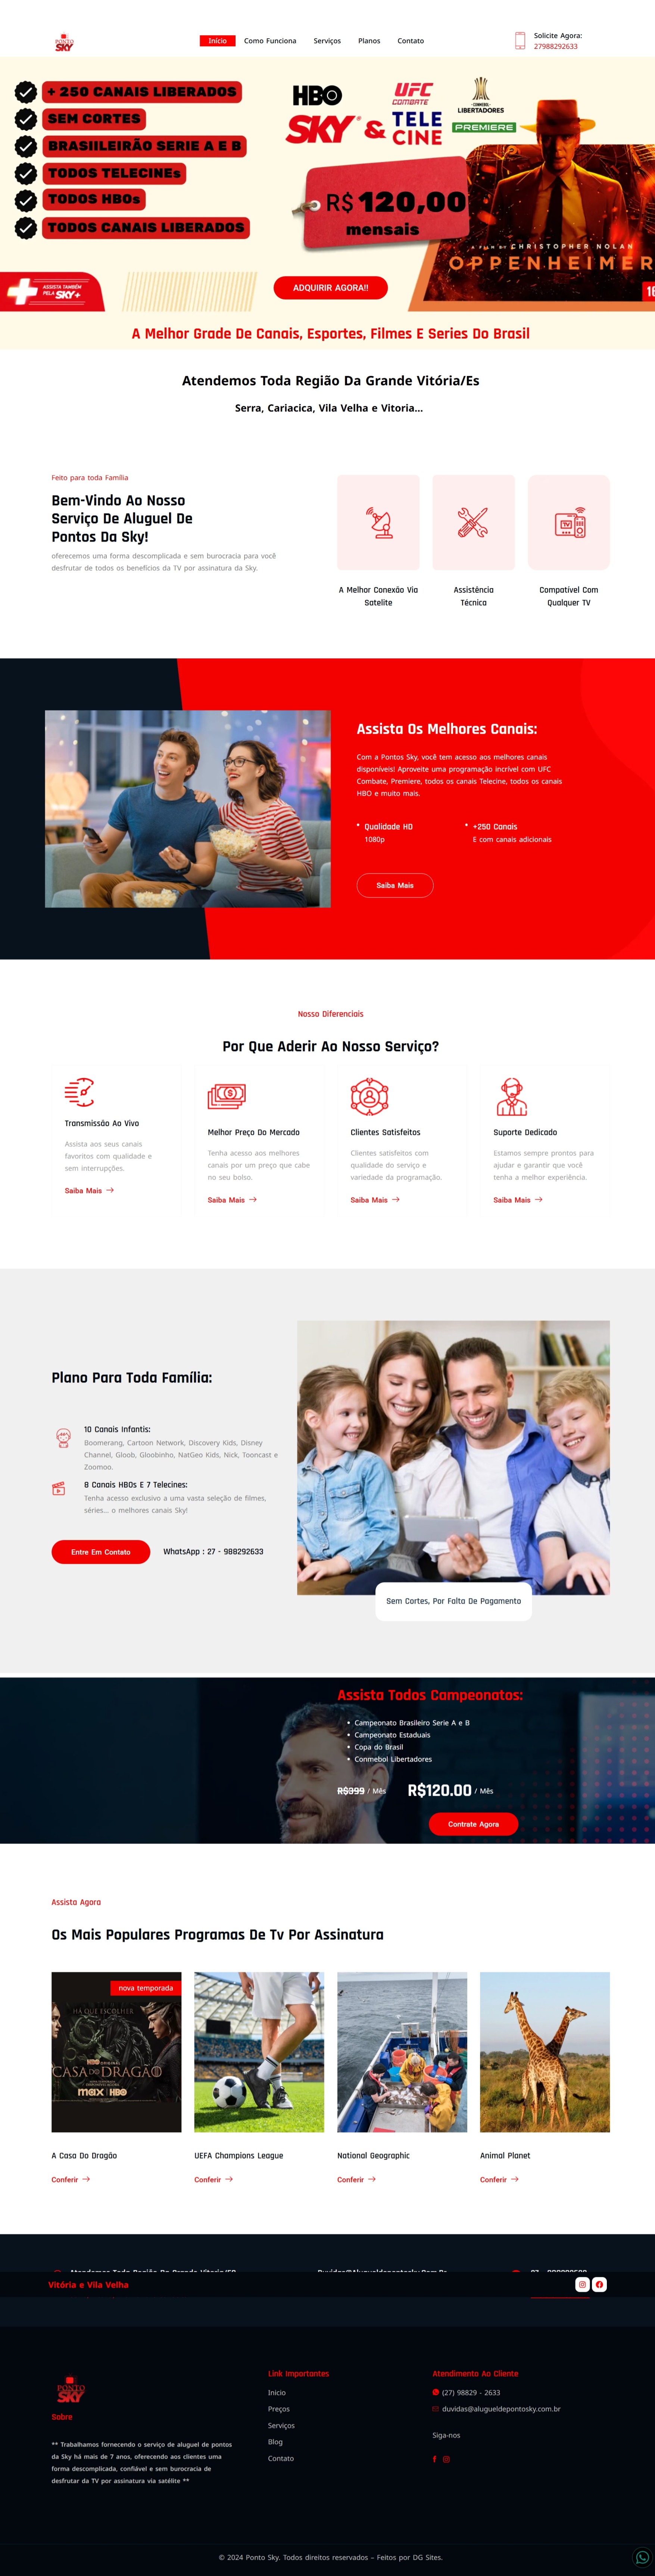 PONTO
SKY
Início
Como Funciona
Serviços
Planos
Contato
Solicite Agora:
27988292633
+ 250 CANAIS LIBERADOS
SEM CORTES
BRASIILEIRÃO SERIE A E B
TODOS TELECINEs
TODOS HBOs
TODOS CANAIS LIBERADOS
HBO
UFC
COMBATE
CONMEBOL
LIBERTADORES
SKY & TELE
CINE
PREMIERE
R$ 120,00
mensais
A FILM BY CHRISTOPHER NOLAN
OPPENHEIMER
16
ASSISTA TAMBÉM
PELA SKY+
ADQUIRIR AGORA!!
A Melhor Grade De Canais, Esportes, Filmes E Series Do Brasil
Atendemos Toda Região Da Grande Vitória/Es
Serra, Cariacica, Vila Velha e Vitoria...
Feito para toda Família
Bem-Vindo Ao Nosso
Serviço De Aluguel De
Pontos Da Sky!
oferecemos uma forma descomplicada e sem burocracia para você
desfrutar de todos os benefícios da TV por assinatura da Sky.
TV
A Melhor Conexão Via
Satelite
Assistência
Técnica
Compatível Com
Qualquer TV
Assista Os Melhores Canais:
Com a Pontos Sky, você tem acesso aos melhores canais
disponíveis! Aproveite uma programação incrível com UFC
Combate, Premiere, todos os canais Telecine, todos os canais
HBO e muito mais.
Qualidade HD
1080p
+250 Canais
E com canais adicionais
Saiba Mais
Nosso Diferenciais
Por Que Aderir Ao Nosso Serviço?
Transmissão Ao Vivo
Assista aos seus canais
favoritos com qualidade e
sem interrupções.
Saiba Mais
Melhor Preço Do Mercado
Tenha acesso aos melhores
canais por um preço que cabe
no seu bolso.
Saiba Mais
Clientes Satisfeitos
Clientes satisfeitos com
qualidade do serviço e
variedade da programação.
Saiba Mais
Suporte Dedicado
Estamos sempre prontos para
ajudar e garantir que você
tenha a melhor experiência.
Saiba Mais
Plano Para Toda Família:
10 Canais Infantis:
Boomerang, Cartoon Network, Discovery Kids, Disney
Channel, Gloob, Gloobinho, NatGeo Kids, Nick, Tooncast e
Zoomoo.
8 Canais HBOs E 7 Telecines:
Tenha acesso exclusivo a uma vasta seleção de filmes,
séries... o melhores canais Sky!
Entre Em Contato
WhatsApp : 27 - 988292633
Sem Cortes, Por Falta De Pagamento
Assista Todos Campeonatos:
Campeonato Brasileiro Serie A e B
Campeonato Estaduais
Copa do Brasil
Conmebol Libertadores
R$399 / Mês
R$120.00 / Mês
Contrate Agora
Assista Agora
Os Mais Populares Programas De Tv Por Assinatura
nova temporada
HÁ QUE ESCOLHER
HBO ORIGINAL
CASA DO DRAGÃO
max HBO
A Casa Do Dragão
Conferir
UEFA Champions League
Conferir
National Geographic
Conferir
Animal Planet
Conferir
Vitória e Vila Velha
PONTO
SKY
Sobre
** Trabalhamos fornecendo o serviço de aluguel de pontos
da Sky há mais de 7 anos, oferecendo aos clientes uma
forma descomplicada, confiável e sem burocracia de
desfrutar da TV por assinatura via satélite **
Link Importantes
Inicio
Preços
Serviços
Blog
Contato
Atendimento Ao Cliente
(27) 98829 - 2633
duvidas@alugueldepontosky.com.br
Siga-nos
© 2024 Ponto Sky. Todos direitos reservados – Feitos por DG Sites.